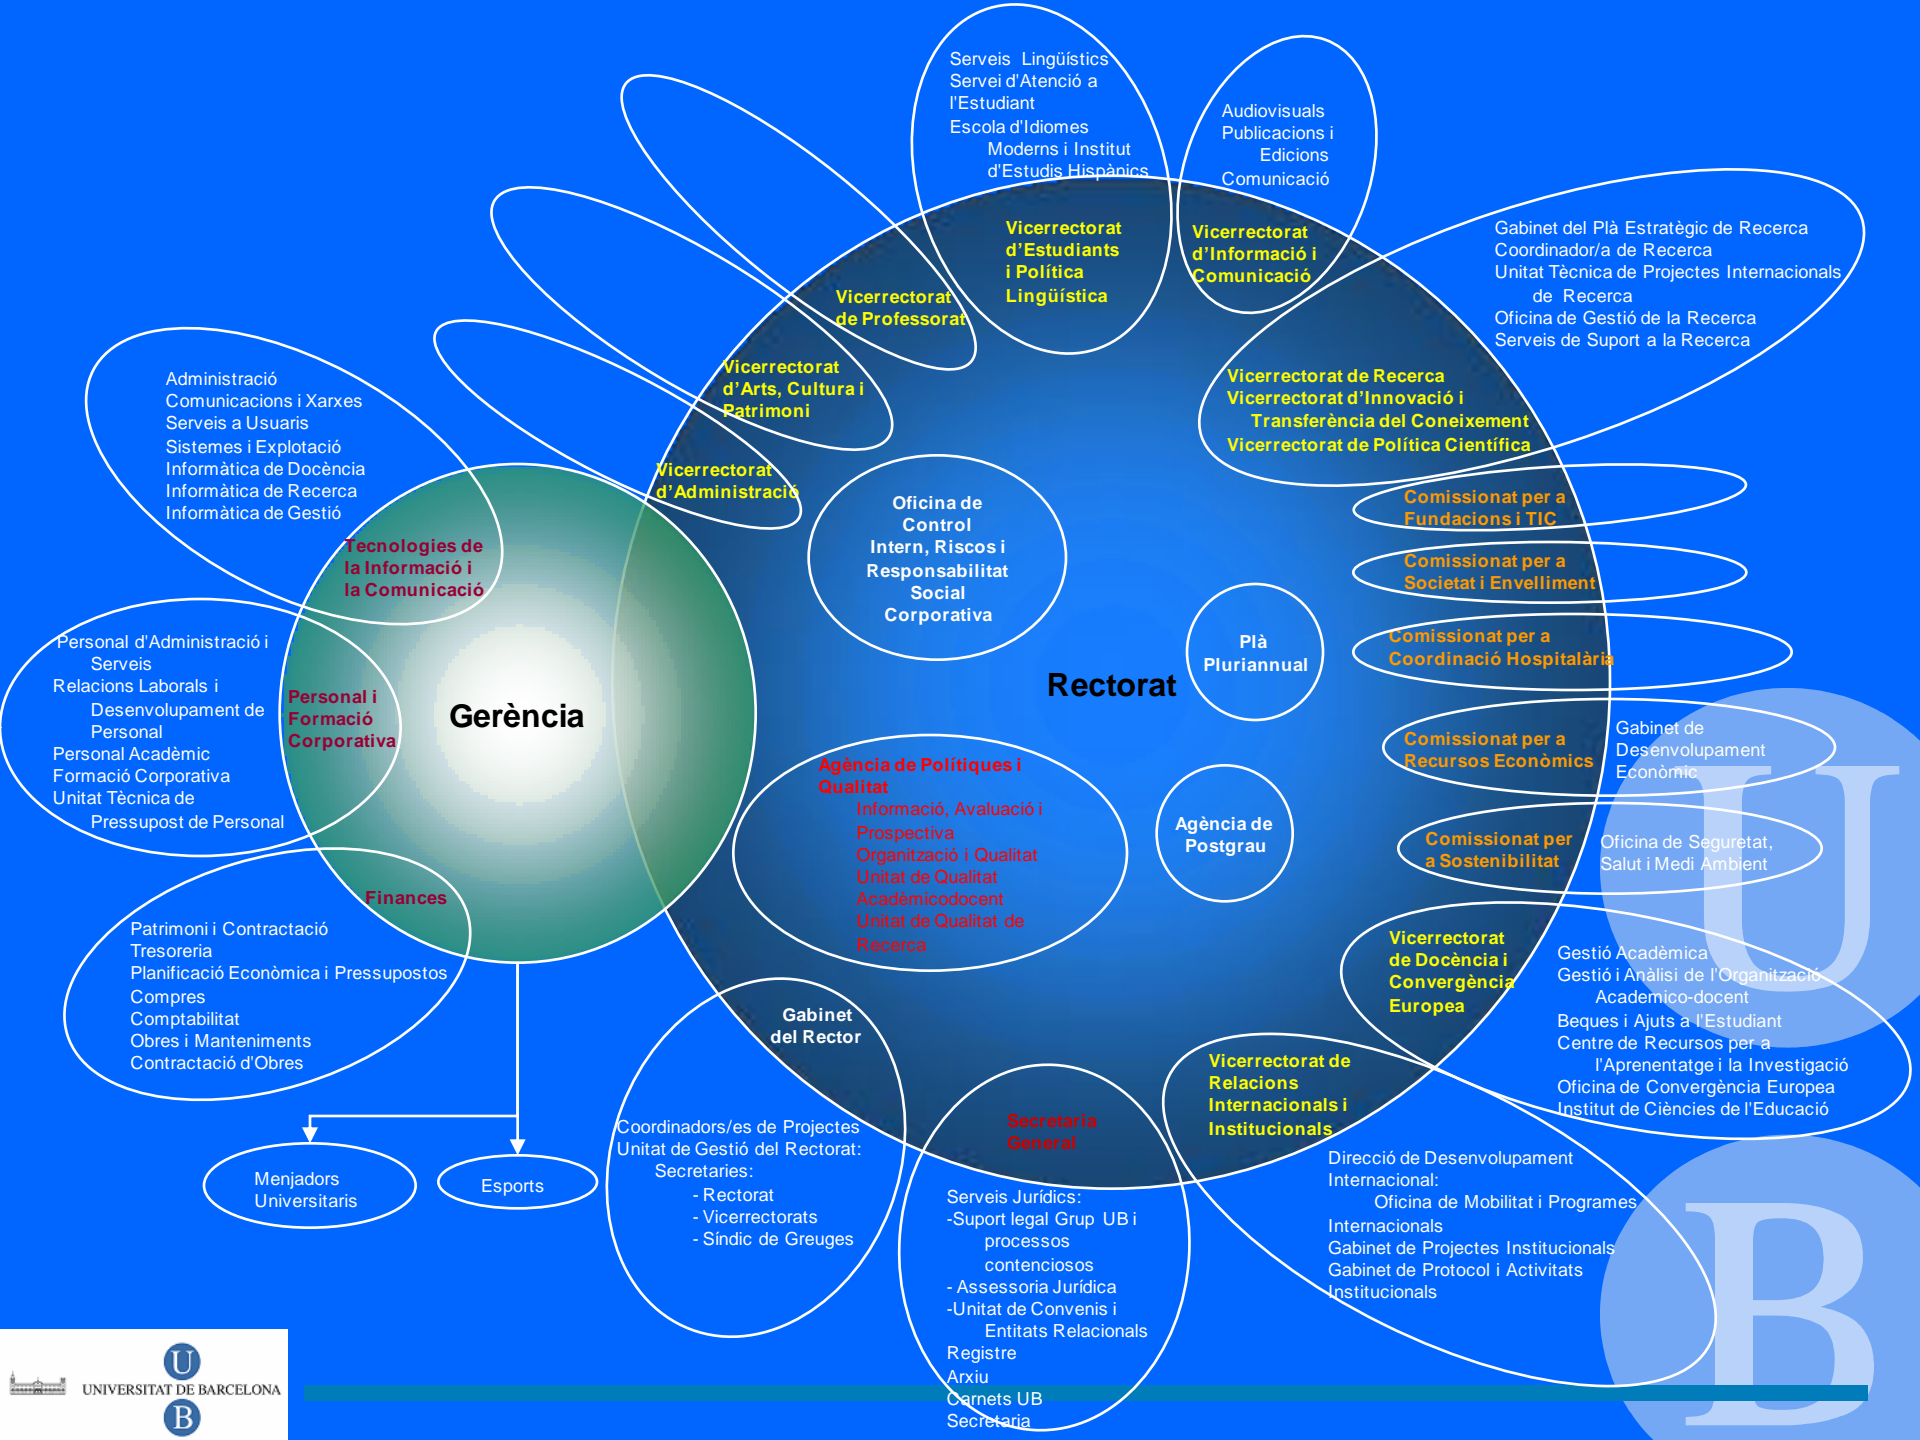 Serveis Lingüístics
Servei d'Atenció a
l'Estudiant
Escola d'Idiomes
Moderns i Institut
d'Estudis Hispànics
Vicerrectorat
d'Estudiants
i Política
Lingüística
Audiovisuals
Publicacions i
Edicions
Comunicació
Vicerrectorat
d'Informació i
Comunicació
Gabinet del Plà Estratègic de Recerca
Coordinador/a de Recerca
Unitat Tècnica de Projectes Internacionals
de Recerca
Oficina de Gestió de la Recerca
Serveis de Suport a la Recerca
Vicerrectorat de Recerca
Vicerrectorat d'Innovació i
Transferència del Coneixement
Vicerrectorat de Política Científica
Vicerrectorat
de Professorat
Vicerrectorat
d'Arts, Cultura i
Patrimoni
Vicerrectorat
d'Administració
Administració
Comunicacions i Xarxes
Serveis a Usuaris
Sistemes i Explotació
Informàtica de Docència
Informàtica de Recerca
Informàtica de Gestió
Tecnologies de
la Informació i
la Comunicació
Oficina de
Control
Intern, Riscos i
Responsabilitat
Social
Corporativa
Comissionat per a
Fundacions i TIC
Comissionat per a
Societat i Envelliment
Comissionat per a
Coordinació Hospitalària
Comissionat per a
Recursos Econòmics
Gabinet de
Desenvolupament
Econòmic
Comissionat per
a Sostenibilitat
Oficina de Seguretat,
Salut i Medi Ambient
Plà
Pluriannual
Rectorat
Gerència
Personal d'Administració i
Serveis
Relacions Laborals i
Desenvolupament de
Personal
Personal Acadèmic
Formació Corporativa
Unitat Tècnica de
Pressupost de Personal
Personal i
Formació
Corporativa
Agència de Polítiques i
Qualitat
Informació, Avaluació i
Prospectiva
Organització i Qualitat
Unitat de Qualitat
Acadèmicodocent
Unitat de Qualitat de
Recerca
Agència de
Postgrau
Finances
Patrimoni i Contractació
Tresoreria
Planificació Econòmica i Pressupostos
Compres
Comptabilitat
Obres i Manteniments
Contractació d'Obres
Vicerrectorat
de Docència i
Convergència
Europea
Gestió Acadèmica
Gestió i Anàlisi de l'Organització
Academico-docent
Beques i Ajuts a l'Estudiant
Centre de Recursos per a
l'Aprenentatge i la Investigació
Oficina de Convergència Europea
Institut de Ciències de l'Educació
Gabinet
del Rector
Coordinadors/es de Projectes
Unitat de Gestió del Rectorat:
Secretaries:
- Rectorat
- Vicerrectorats
- Síndic de Greuges
Secretaria
General
Serveis Jurídics:
-Suport legal Grup UB i
processos
contenciosos
- Assessoria Jurídica
-Unitat de Convenis i
Entitats Relacionals
Registre
Arxiu
Carnets UB
Secretaria
Vicerrectorat de
Relacions
Internacionals i
Institucionals
Direcció de Desenvolupament
Internacional:
Oficina de Mobilitat i Programes
Internacionals
Gabinet de Projectes Institucionals
Gabinet de Protocol i Activitats
Institucionals
Menjadors
Universitaris
Esports
U
UNIVERSITAT DE BARCELONA
B
U
B